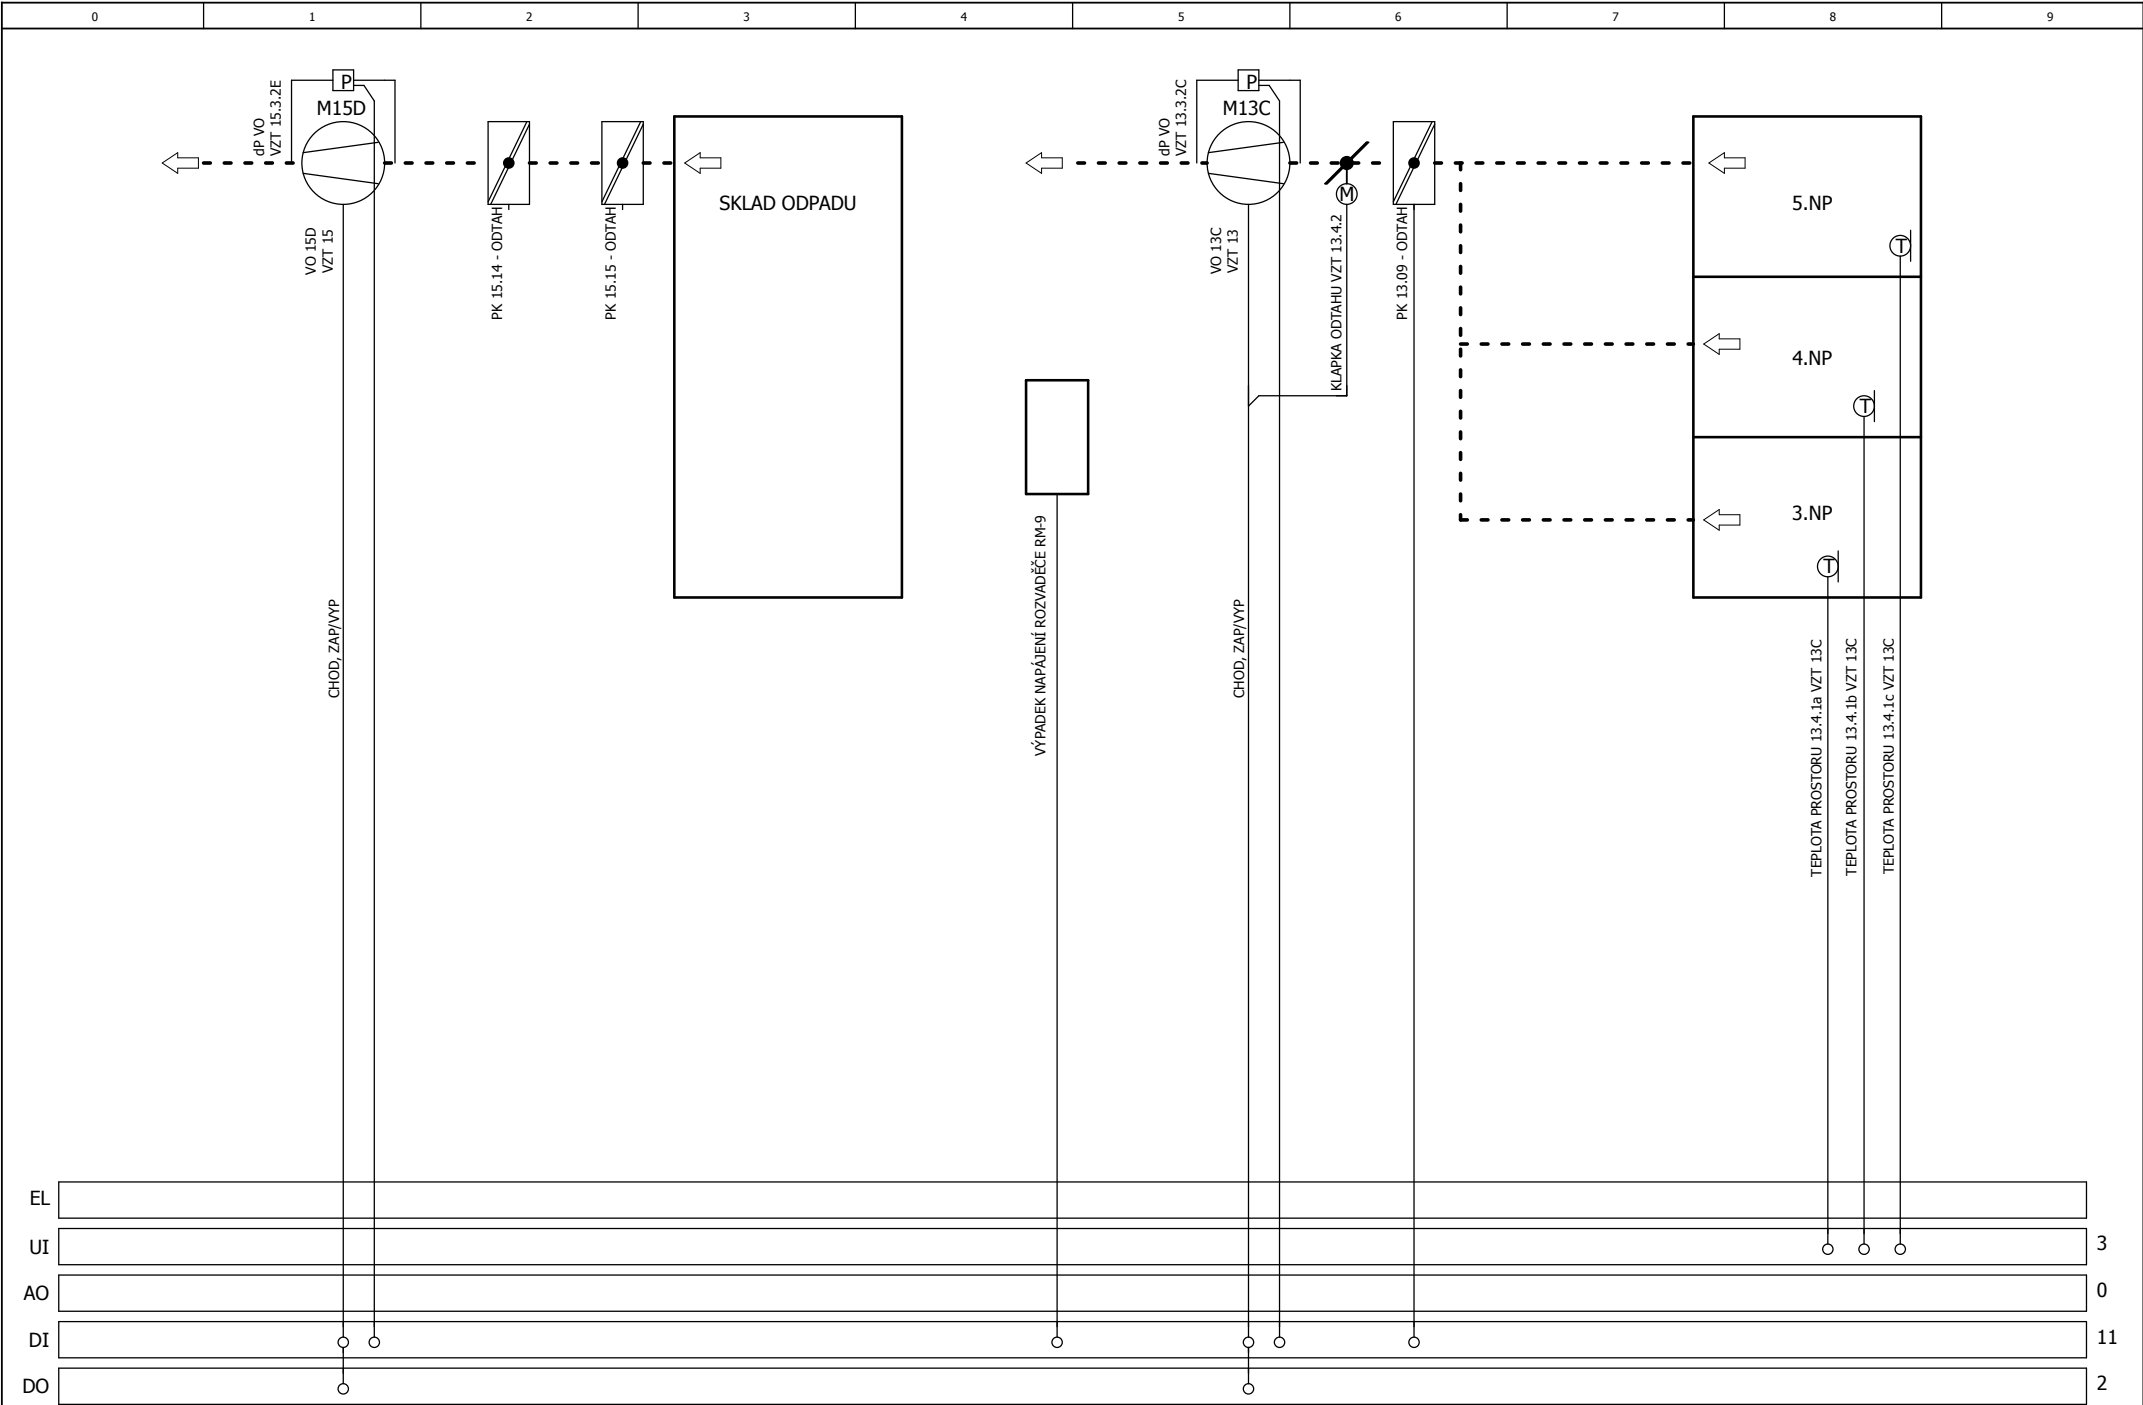 0
1
2
3
4
5
6
7
8
9
dP VO
VZT 15.3.2E
P
M15D
VO 15D
VZT 15
PK 15.14 - ODTAH
PK 15.15 - ODTAH
SKLAD ODPADU
dP VO
VZT 13.3.2C
P
M13C
VO 13C
VZT 13
M
KLAPKA ODTAHU VZT 13.4.2
PK 13.09 - ODTAH
5.NP
T
4.NP
T
3.NP
T
CHOD, ZAP/VYP
VÝPADEK NAPÁJENÍ ROZVADĚČE RM-9
CHOD, ZAP/VYP
TEPLOTA PROSTORU 13.4.1a VZT 13C
TEPLOTA PROSTORU 13.4.1b VZT 13C
TEPLOTA PROSTORU 13.4.1c VZT 13C
EL
UI
3
AO
0
DI
11
DO
2